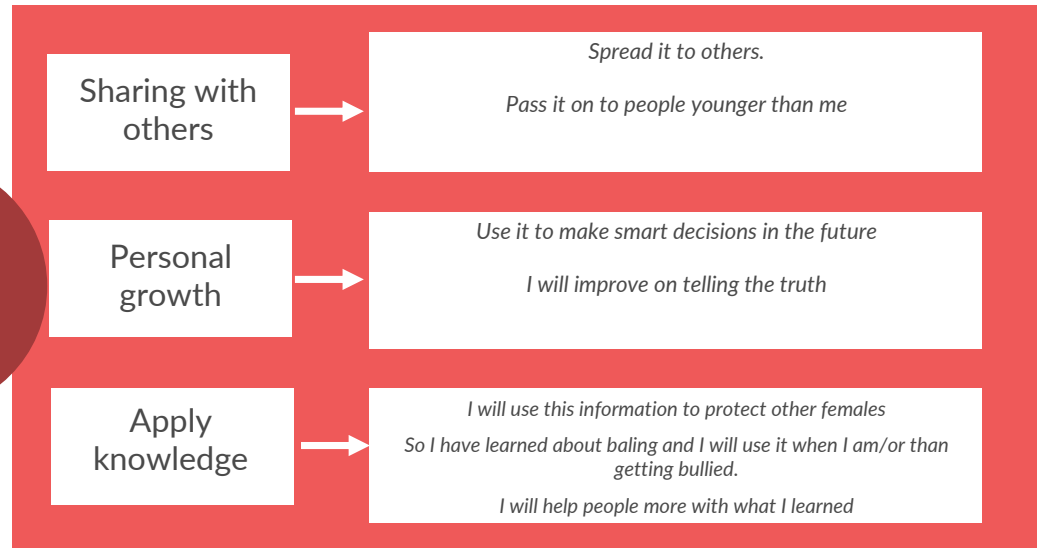 Sharing with
others
Spread it to others.
Pass it on to people younger than me
Personal
growth
Use it to make smart decisions in the future
I will improve on telling the truth
Apply
knowledge
I will use this information to protect other females
So I have learned about baling and I will use it when I am/or than
getting bullied.
I will help people more with what I learned